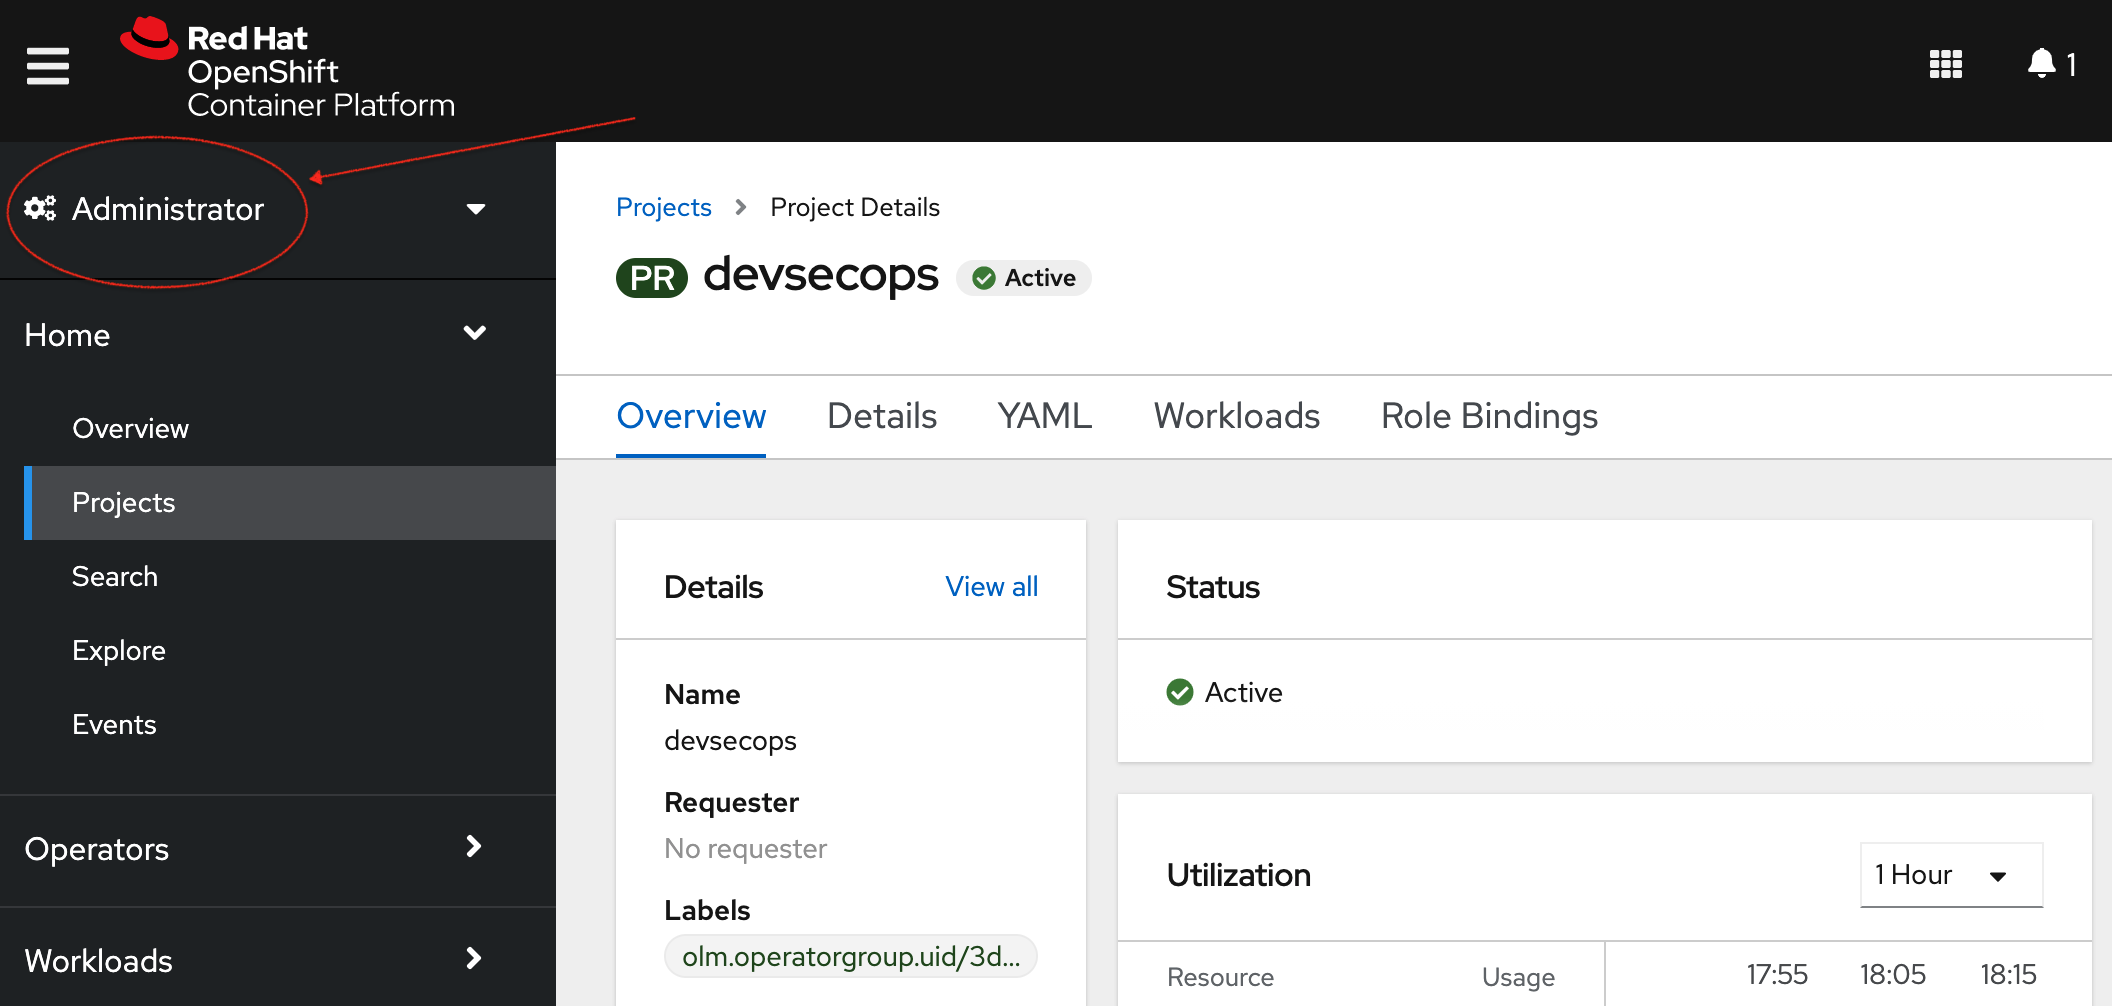 Red Hat
OpenShift
Container Platform
1
Administrator
Home
Overview
Projects
Search
Explore
Events
Operators
Workloads
Projects > Project Details
PR devsecops Active
Overview Details YAML Workloads Role Bindings
Details View all
Name
devsecops
Requester
No requester
Labels
olm.operatorgroup.uid/3d...
Status
Active
Utilization 1 Hour
Resource Usage 17:55 18:05 18:15